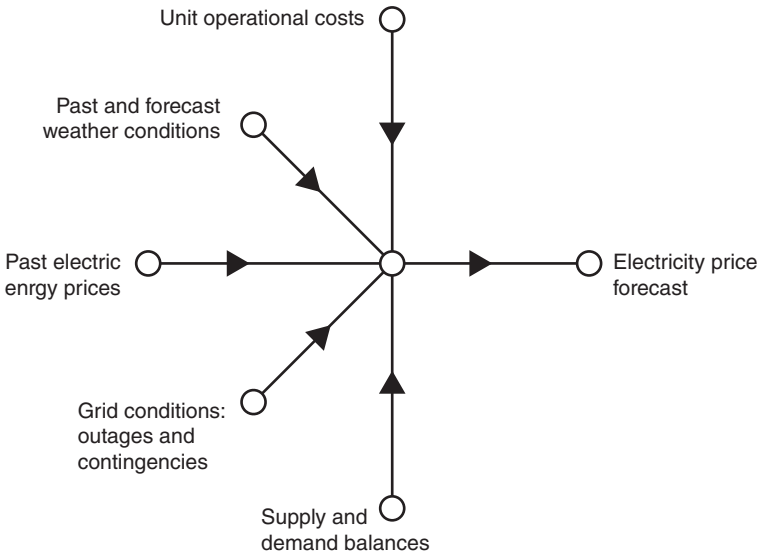 Unit operational costs
Past and forecast
weather conditions
Past electric
enrgy prices
Electricity price
forecast
Grid conditions:
outages and
contingencies
Supply and
demand balances